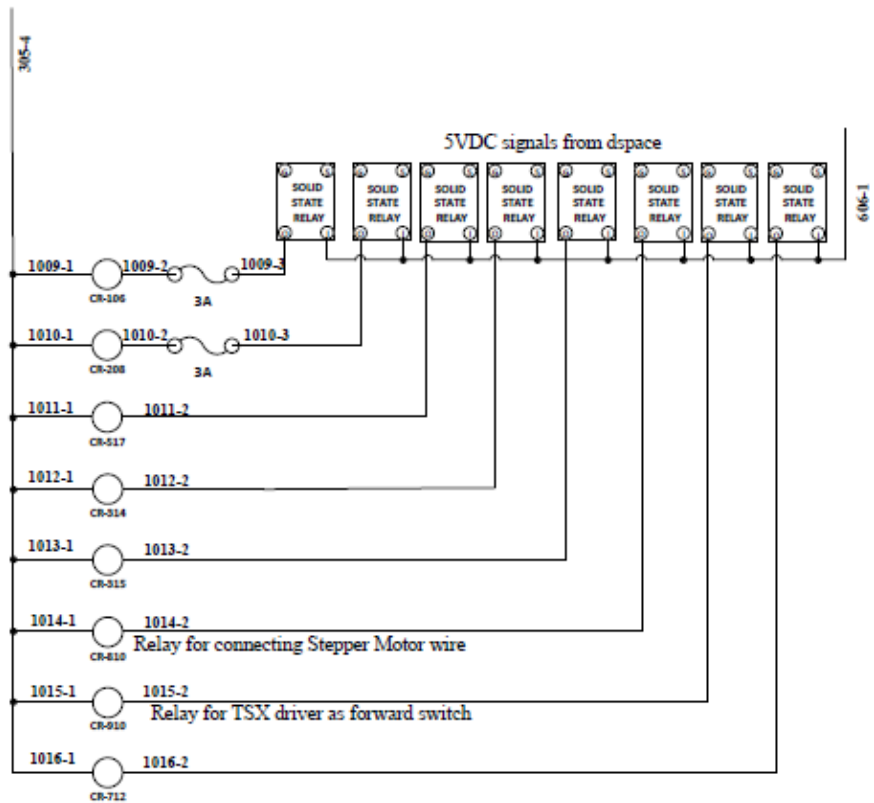 305-4
5VDC signals from dspace
SOLID STATE RELAY
SOLID STATE RELAY
SOLID STATE RELAY
SOLID STATE RELAY
SOLID STATE RELAY
SOLID STATE RELAY
SOLID STATE RELAY
SOLID STATE RELAY
606-1
1009-1 1009-2 1009-3
CR-106 3A
1010-1 1010-2 1010-3
CR-208 3A
1011-1 1011-2
CR-517
1012-1 1012-2
CR-314
1013-1 1013-2
CR-315
1014-1 1014-2
CR-810 Relay for connecting Stepper Motor wire
1015-1 1015-2
CR-910 Relay for TSX driver as forward switch
1016-1 1016-2
CR-712